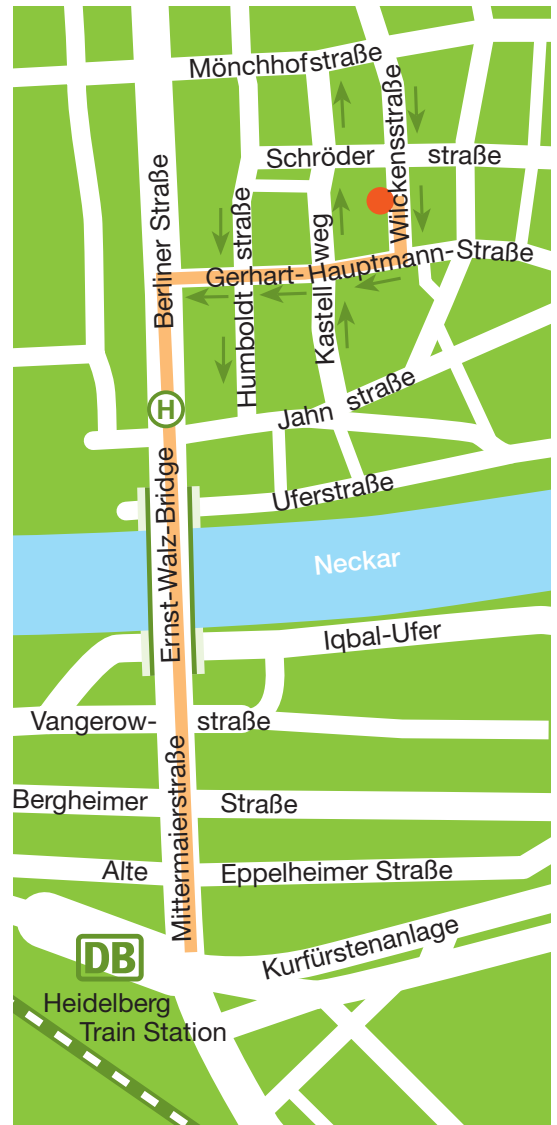 Mönchhofstraße
Wilckensstraße
Schröder straße
Berliner Straße
Humboldt straße
Kastell weg
Gerhart-Hauptmann-Straße
Jahn straße
H
Uferstraße
Ernst-Walz-Bridge
Neckar
Iqbal-Ufer
Vangerow- straße
Bergheimer Straße
Mittermaierstraße
Alte Eppelheimer Straße
Kurfürstenanlage
DB
Heidelberg
Train Station